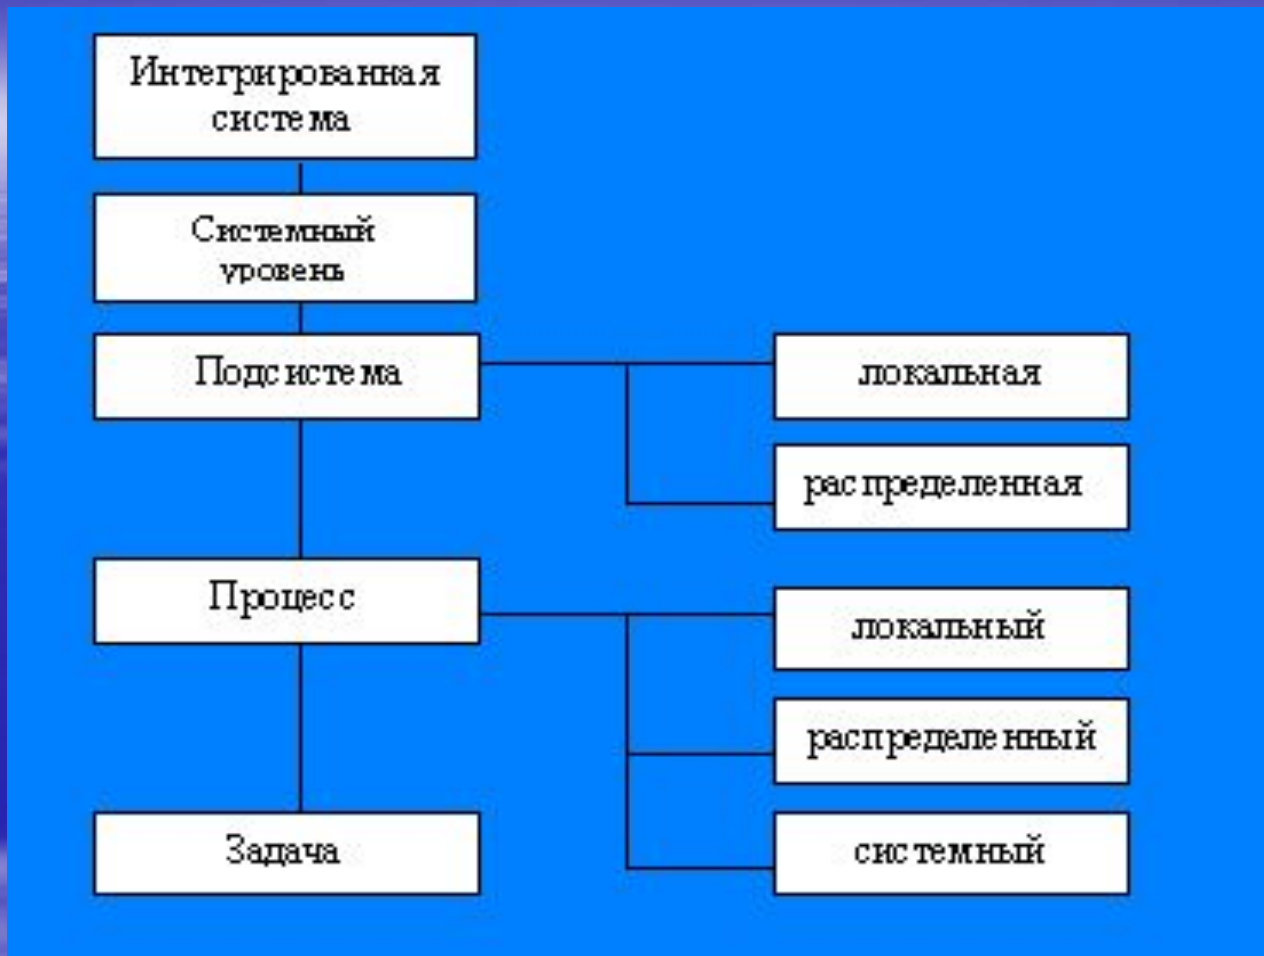 Интегрированная
система
Системный
уровень
Подсистема
локальная
распределенная
Процесс
локальный
распределенный
системный
Задача